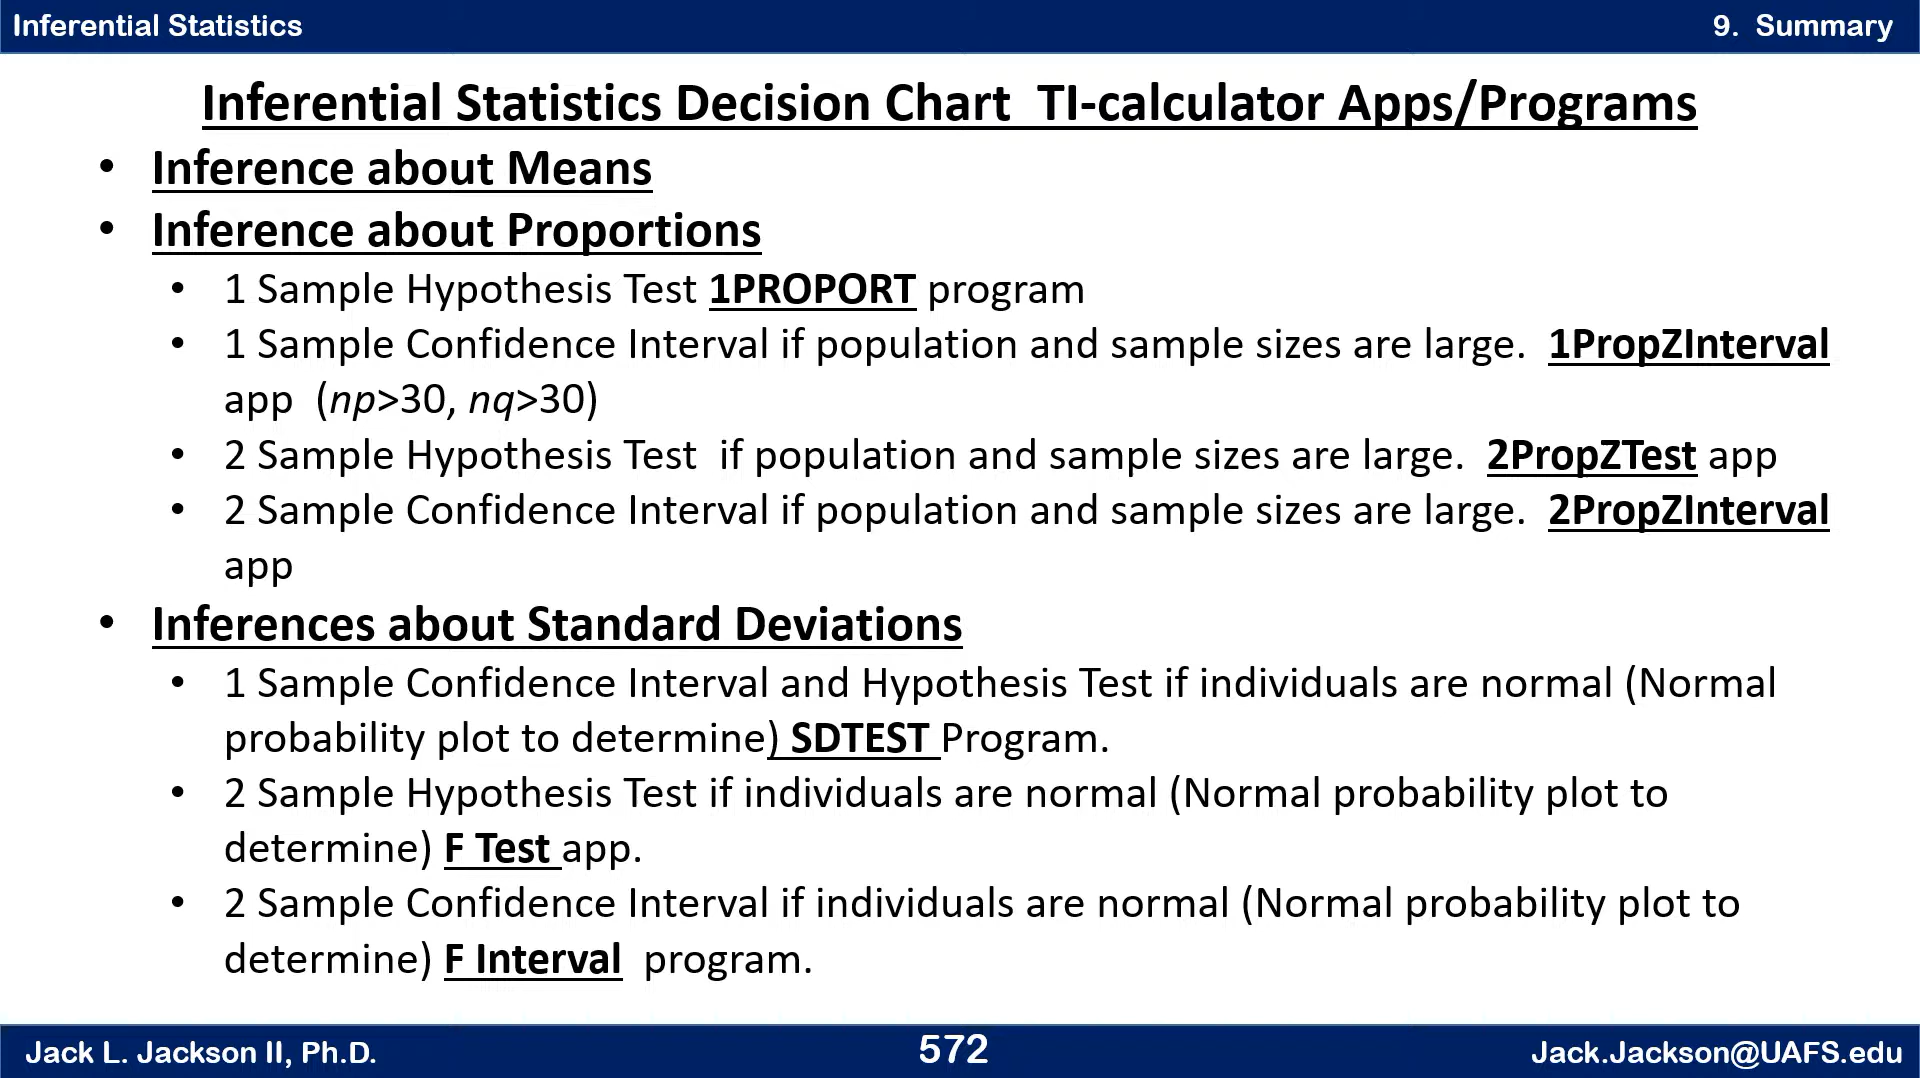 Inferential Statistics
9. Summary
Inferential Statistics Decision Chart  TI-calculator Apps/Programs
• Inference about Means
• Inference about Proportions
• 1 Sample Hypothesis Test 1PROPORT program
• 1 Sample Confidence Interval if population and sample sizes are large.  1PropZInterval
app  (np>30, nq>30)
• 2 Sample Hypothesis Test  if population and sample sizes are large.  2PropZTest app
• 2 Sample Confidence Interval if population and sample sizes are large.  2PropZInterval
app
• Inferences about Standard Deviations
• 1 Sample Confidence Interval and Hypothesis Test if individuals are normal (Normal
probability plot to determine) SDTEST Program.
• 2 Sample Hypothesis Test if individuals are normal (Normal probability plot to
determine) F Test app.
• 2 Sample Confidence Interval if individuals are normal (Normal probability plot to
determine) F Interval  program.
Jack L. Jackson II, Ph.D.
572
Jack.Jackson@UAFS.edu